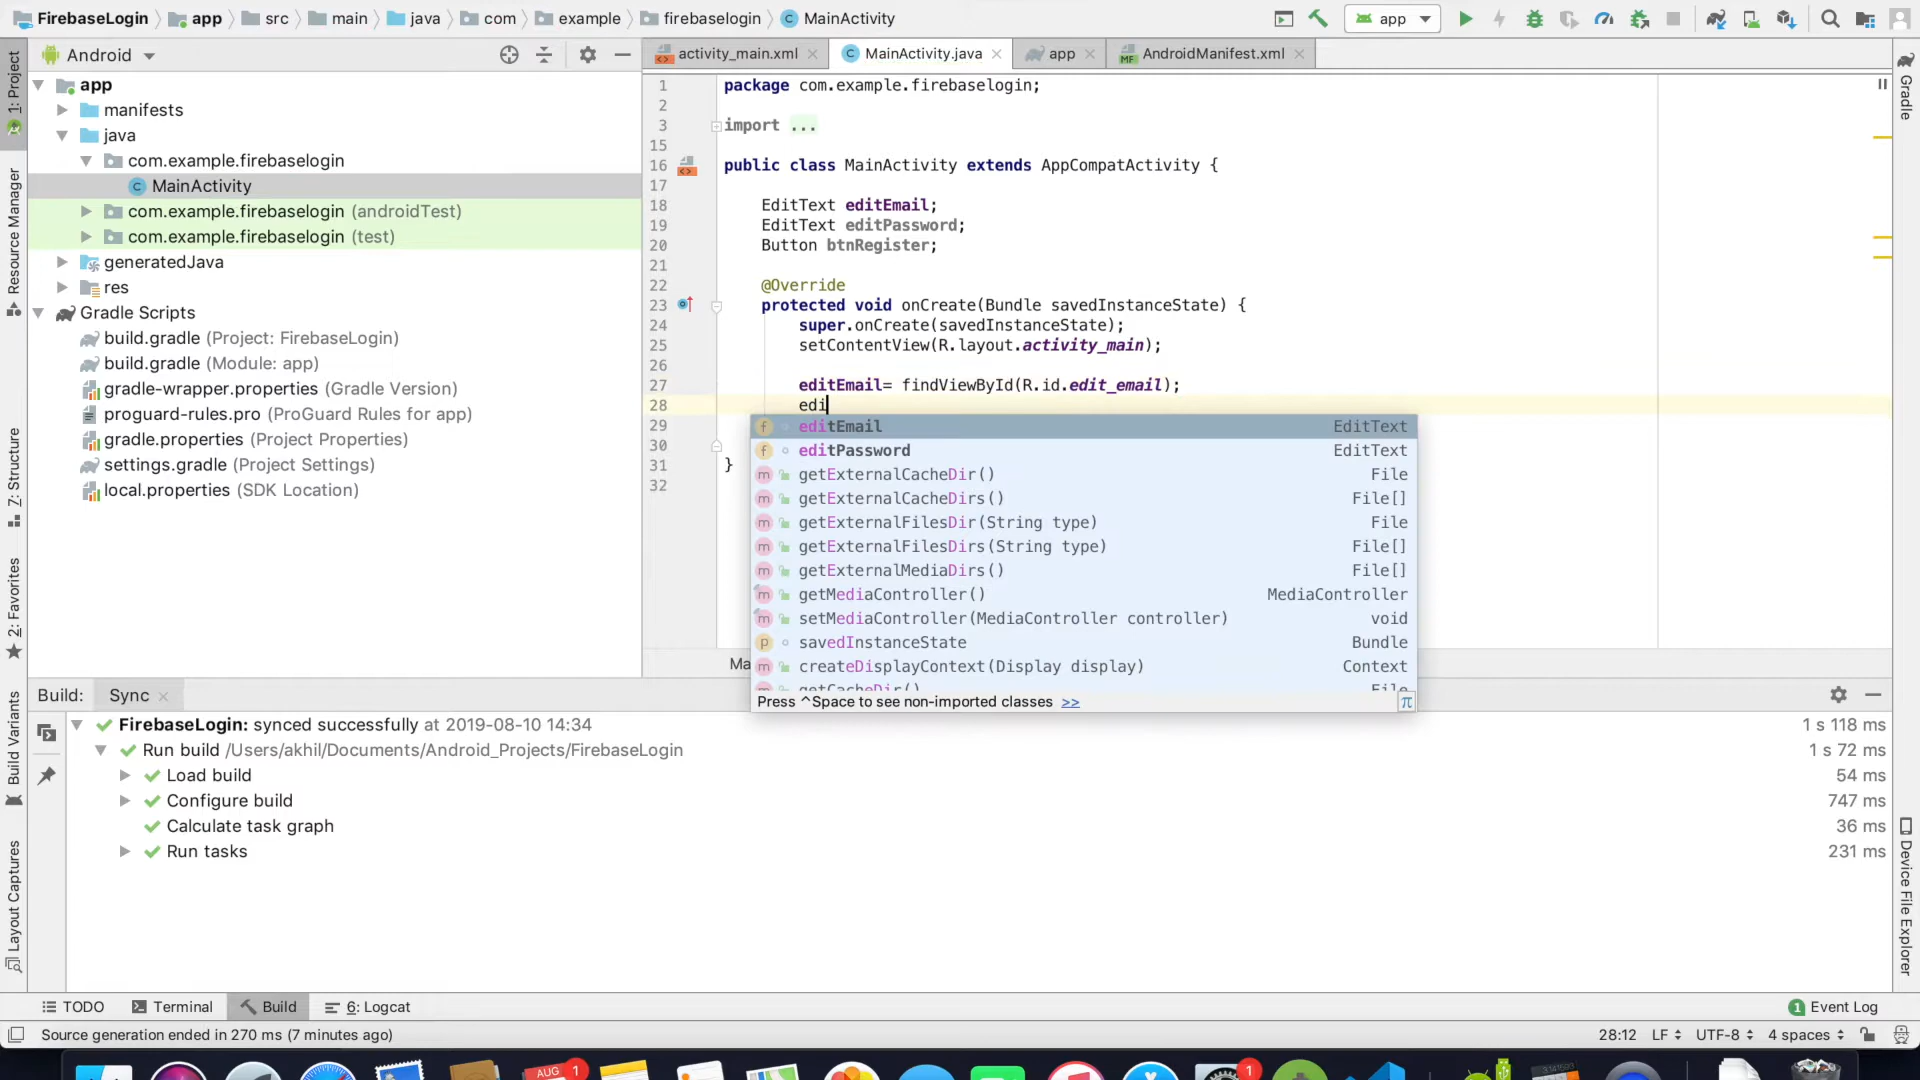 FirebaseLogin app src main java com example firebaselogin MainActivity
app
Android
activity_main.xml MainActivity.java app AndroidManifest.xml
1: Project
Resource Manager
Z: Structure
2: Favorites
Build Variants
Layout Captures
app
manifests
java
com.example.firebaselogin
MainActivity
com.example.firebaselogin (androidTest)
com.example.firebaselogin (test)
generatedJava
res
Gradle Scripts
build.gradle (Project: FirebaseLogin)
build.gradle (Module: app)
gradle-wrapper.properties (Gradle Version)
proguard-rules.pro (ProGuard Rules for app)
gradle.properties (Project Properties)
settings.gradle (Project Settings)
local.properties (SDK Location)
1 package com.example.firebaselogin;
2
3 import ...
15
16 public class MainActivity extends AppCompatActivity {
17
18 EditText editEmail;
19 EditText editPassword;
20 Button btnRegister;
21
22 @Override
23 protected void onCreate(Bundle savedInstanceState) {
24 super.onCreate(savedInstanceState);
25 setContentView(R.layout.activity_main);
26
27 editEmail= findViewById(R.id.edit_email);
28 edi
29
30
31 }
32
editEmail EditText
editPassword EditText
getExternalCacheDir() File
getExternalCacheDirs() File[]
getExternalFilesDir(String type) File
getExternalFilesDirs(String type) File[]
getExternalMediaDirs() File[]
getMediaController() MediaController
setMediaController(MediaController controller) void
savedInstanceState Bundle
createDisplayContext(Display display) Context
getCacheDir() File
Press ^Space to see non-imported classes >>
Ma
Gradle
Device File Explorer
Build: Sync
FirebaseLogin: synced successfully at 2019-08-10 14:34 1 s 118 ms
Run build /Users/akhil/Documents/Android_Projects/FirebaseLogin 1 s 72 ms
Load build 54 ms
Configure build 747 ms
Calculate task graph 36 ms
Run tasks 231 ms
TODO Terminal Build 6: Logcat 1 Event Log
Source generation ended in 270 ms (7 minutes ago) 28:12 LF UTF-8 4 spaces
AUG 1 1